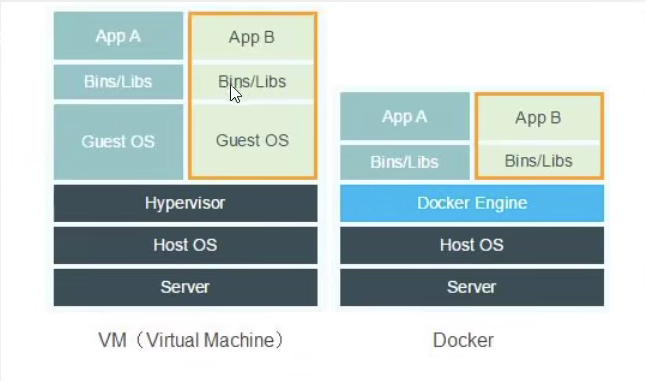 App A
App B
Bins/Libs
Bins/Libs
Guest OS
Guest OS
Hypervisor
Host OS
Server
VM（Virtual Machine）
App A
App B
Bins/Libs
Bins/Libs
Docker Engine
Host OS
Server
Docker